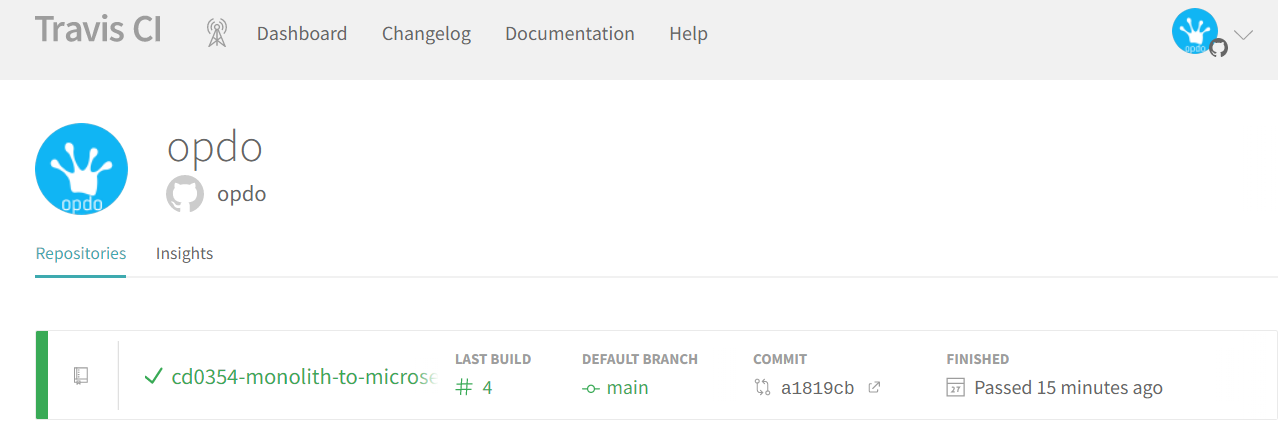 Travis CI Dashboard Changelog Documentation Help
opdo
opdo
opdo
opdo
Repositories Insights
LAST BUILD DEFAULT BRANCH COMMIT FINISHED
cd0354-monolith-to-microse # 4 main a1819cb 27 Passed 15 minutes ago